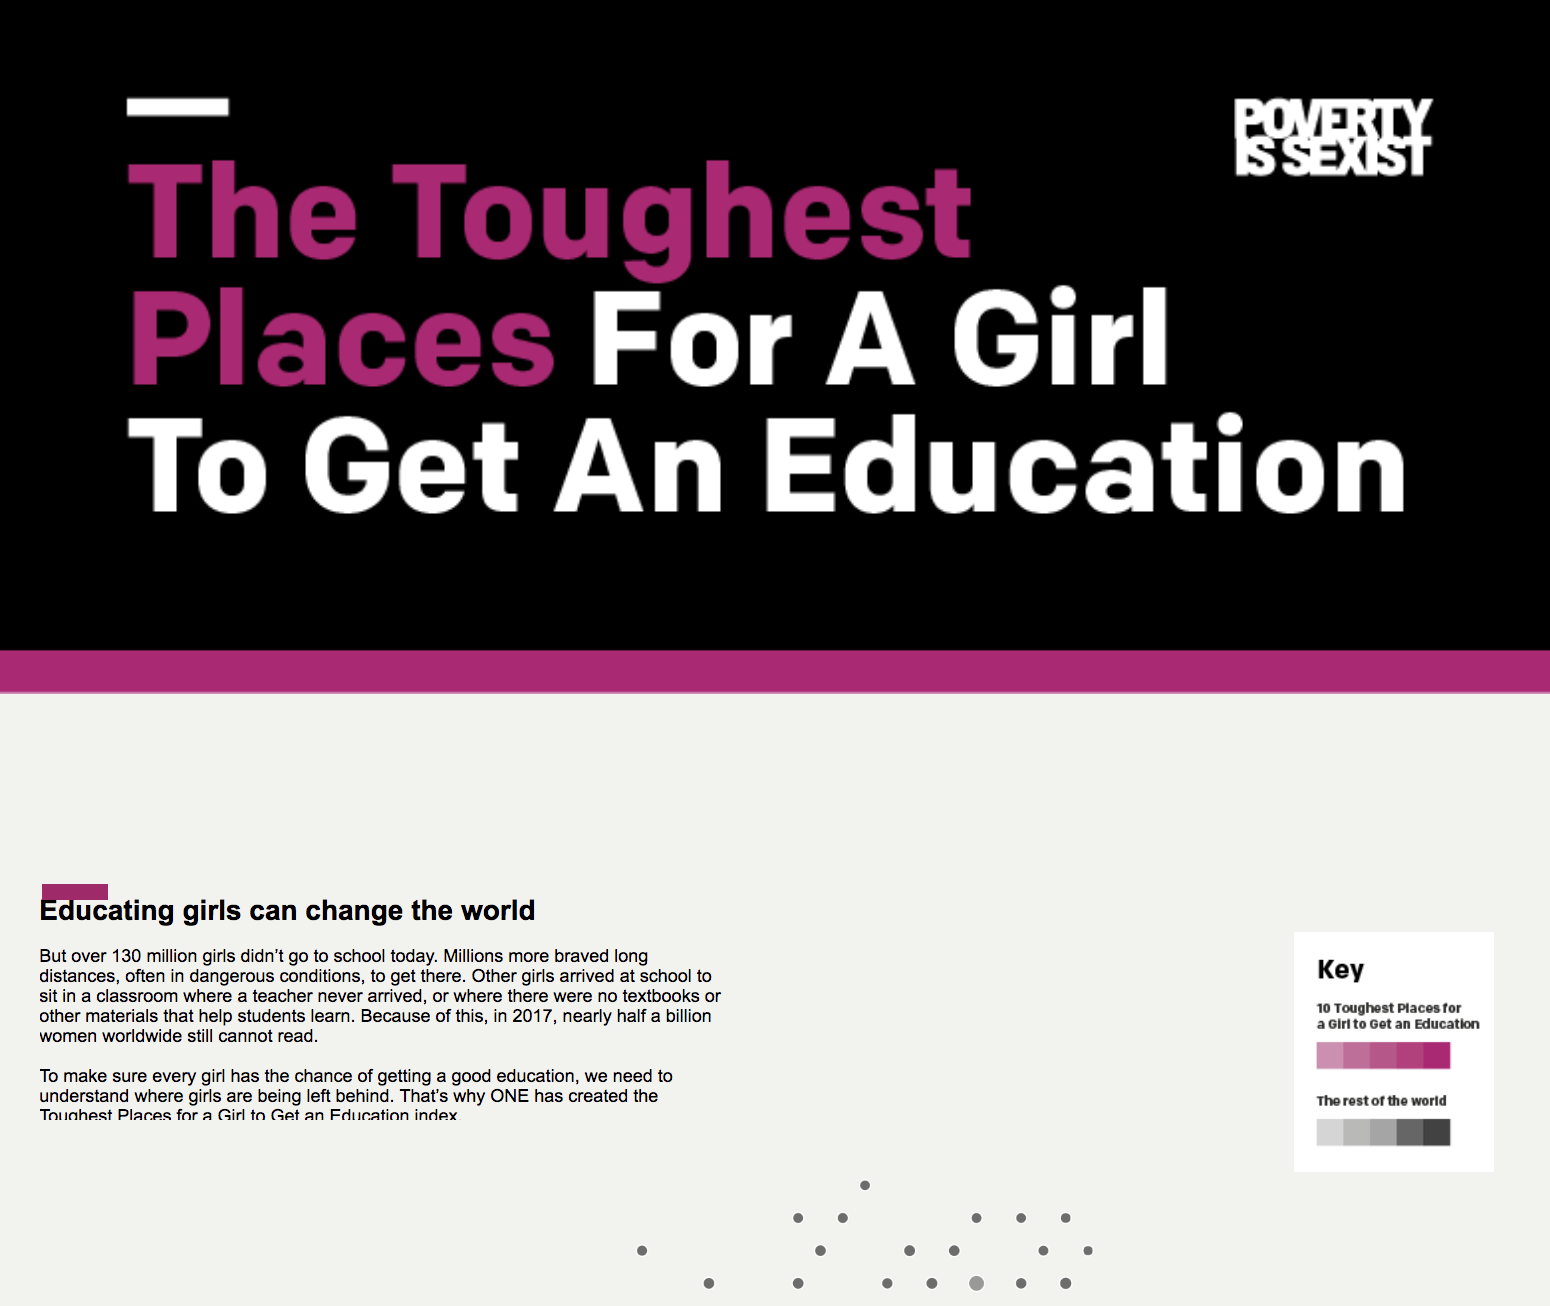 POVERTY
IS SEXIST
The Toughest
Places For A Girl
To Get An Education
Educating girls can change the world
But over 130 million girls didn’t go to school today. Millions more braved long
distances, often in dangerous conditions, to get there. Other girls arrived at school to
sit in a classroom where a teacher never arrived, or where there were no textbooks or
other materials that help students learn. Because of this, in 2017, nearly half a billion
women worldwide still cannot read.
To make sure every girl has the chance of getting a good education, we need to
understand where girls are being left behind. That’s why ONE has created the
Toughest Places for a Girl to Get an Education index.
Key
10 Toughest Places for
a Girl to Get an Education
The rest of the world